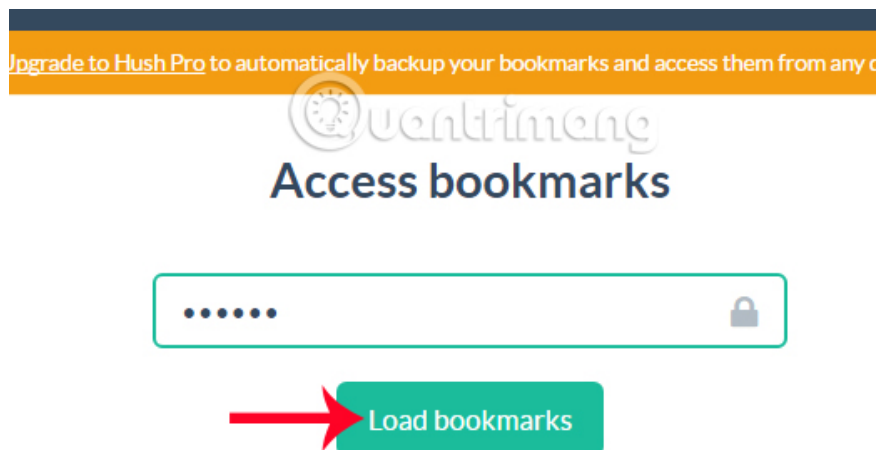 Upgrade to Hush Pro to automatically backup your bookmarks and access them from any
Quantrimang
Access bookmarks
••••••
Load bookmarks